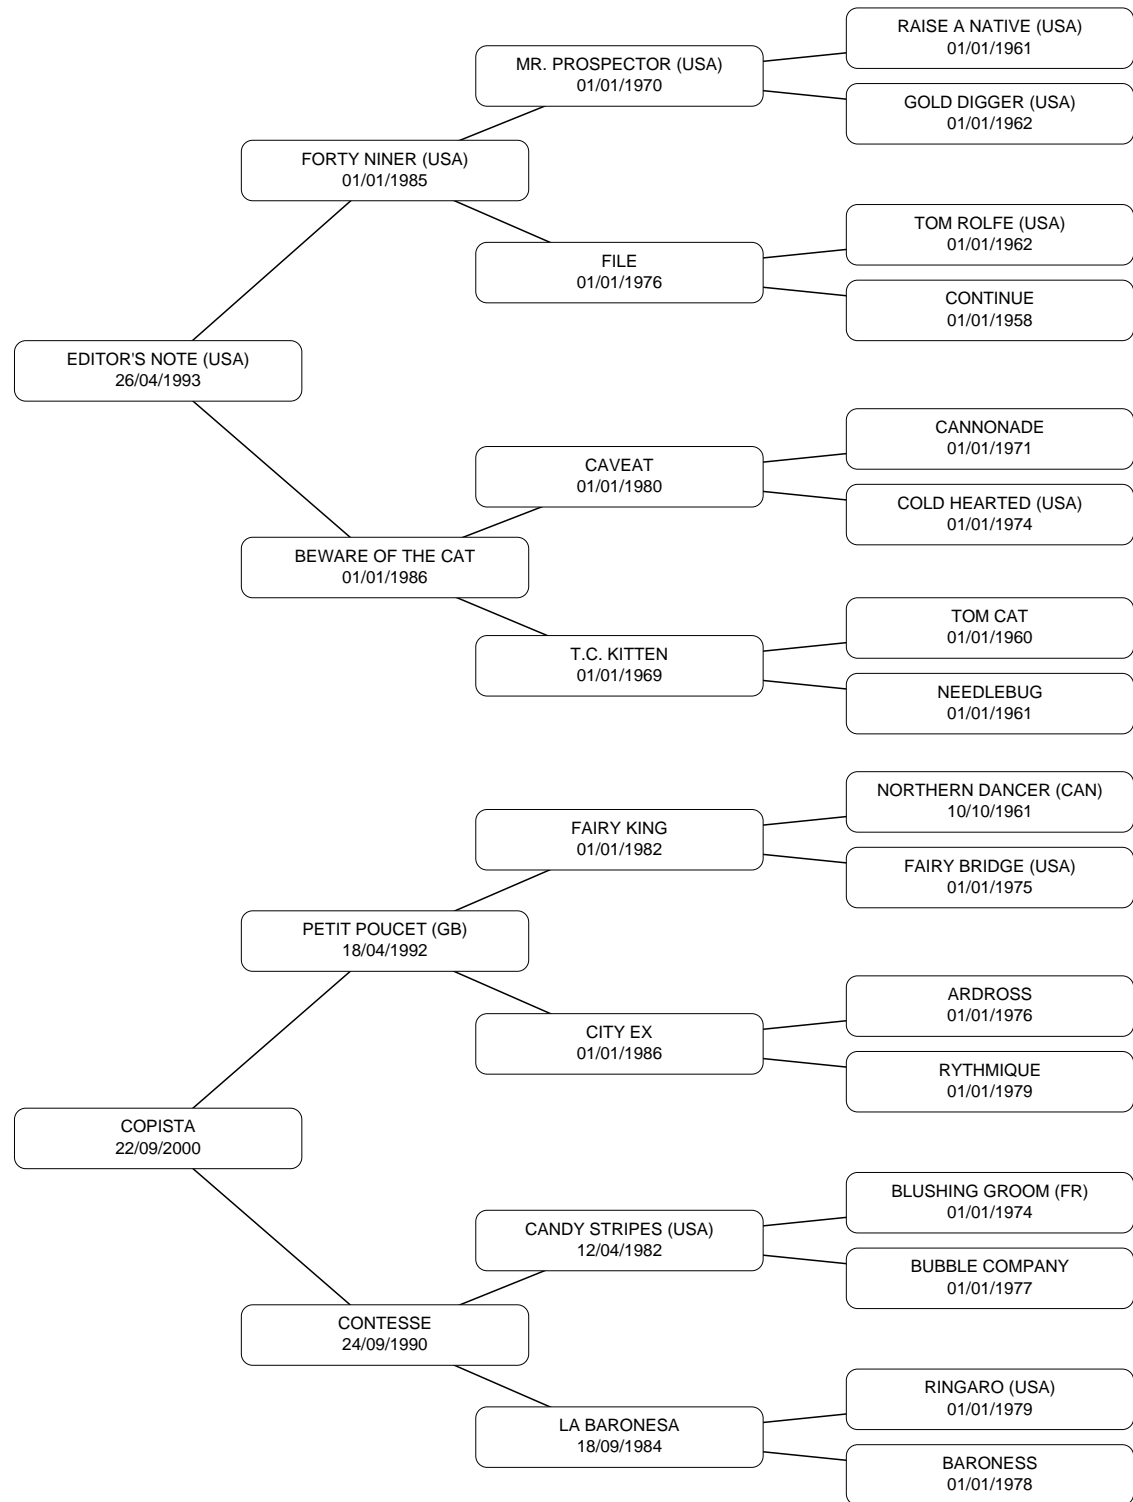 RAISE A NATIVE (USA)
01/01/1961
MR. PROSPECTOR (USA)
01/01/1970
GOLD DIGGER (USA)
01/01/1962
FORTY NINER (USA)
01/01/1985
TOM ROLFE (USA)
01/01/1962
FILE
01/01/1976
CONTINUE
01/01/1958
EDITOR'S NOTE (USA)
26/04/1993
CANNONADE
01/01/1971
CAVEAT
01/01/1980
COLD HEARTED (USA)
01/01/1974
BEWARE OF THE CAT
01/01/1986
TOM CAT
01/01/1960
T.C. KITTEN
01/01/1969
NEEDLEBUG
01/01/1961
NORTHERN DANCER (CAN)
10/10/1961
FAIRY KING
01/01/1982
FAIRY BRIDGE (USA)
01/01/1975
PETIT POUCET (GB)
18/04/1992
ARDROSS
01/01/1976
CITY EX
01/01/1986
RYTHMIQUE
01/01/1979
COPISTA
22/09/2000
BLUSHING GROOM (FR)
01/01/1974
CANDY STRIPES (USA)
12/04/1982
BUBBLE COMPANY
01/01/1977
CONTESSE
24/09/1990
RINGARO (USA)
01/01/1979
LA BARONESA
18/09/1984
BARONESS
01/01/1978